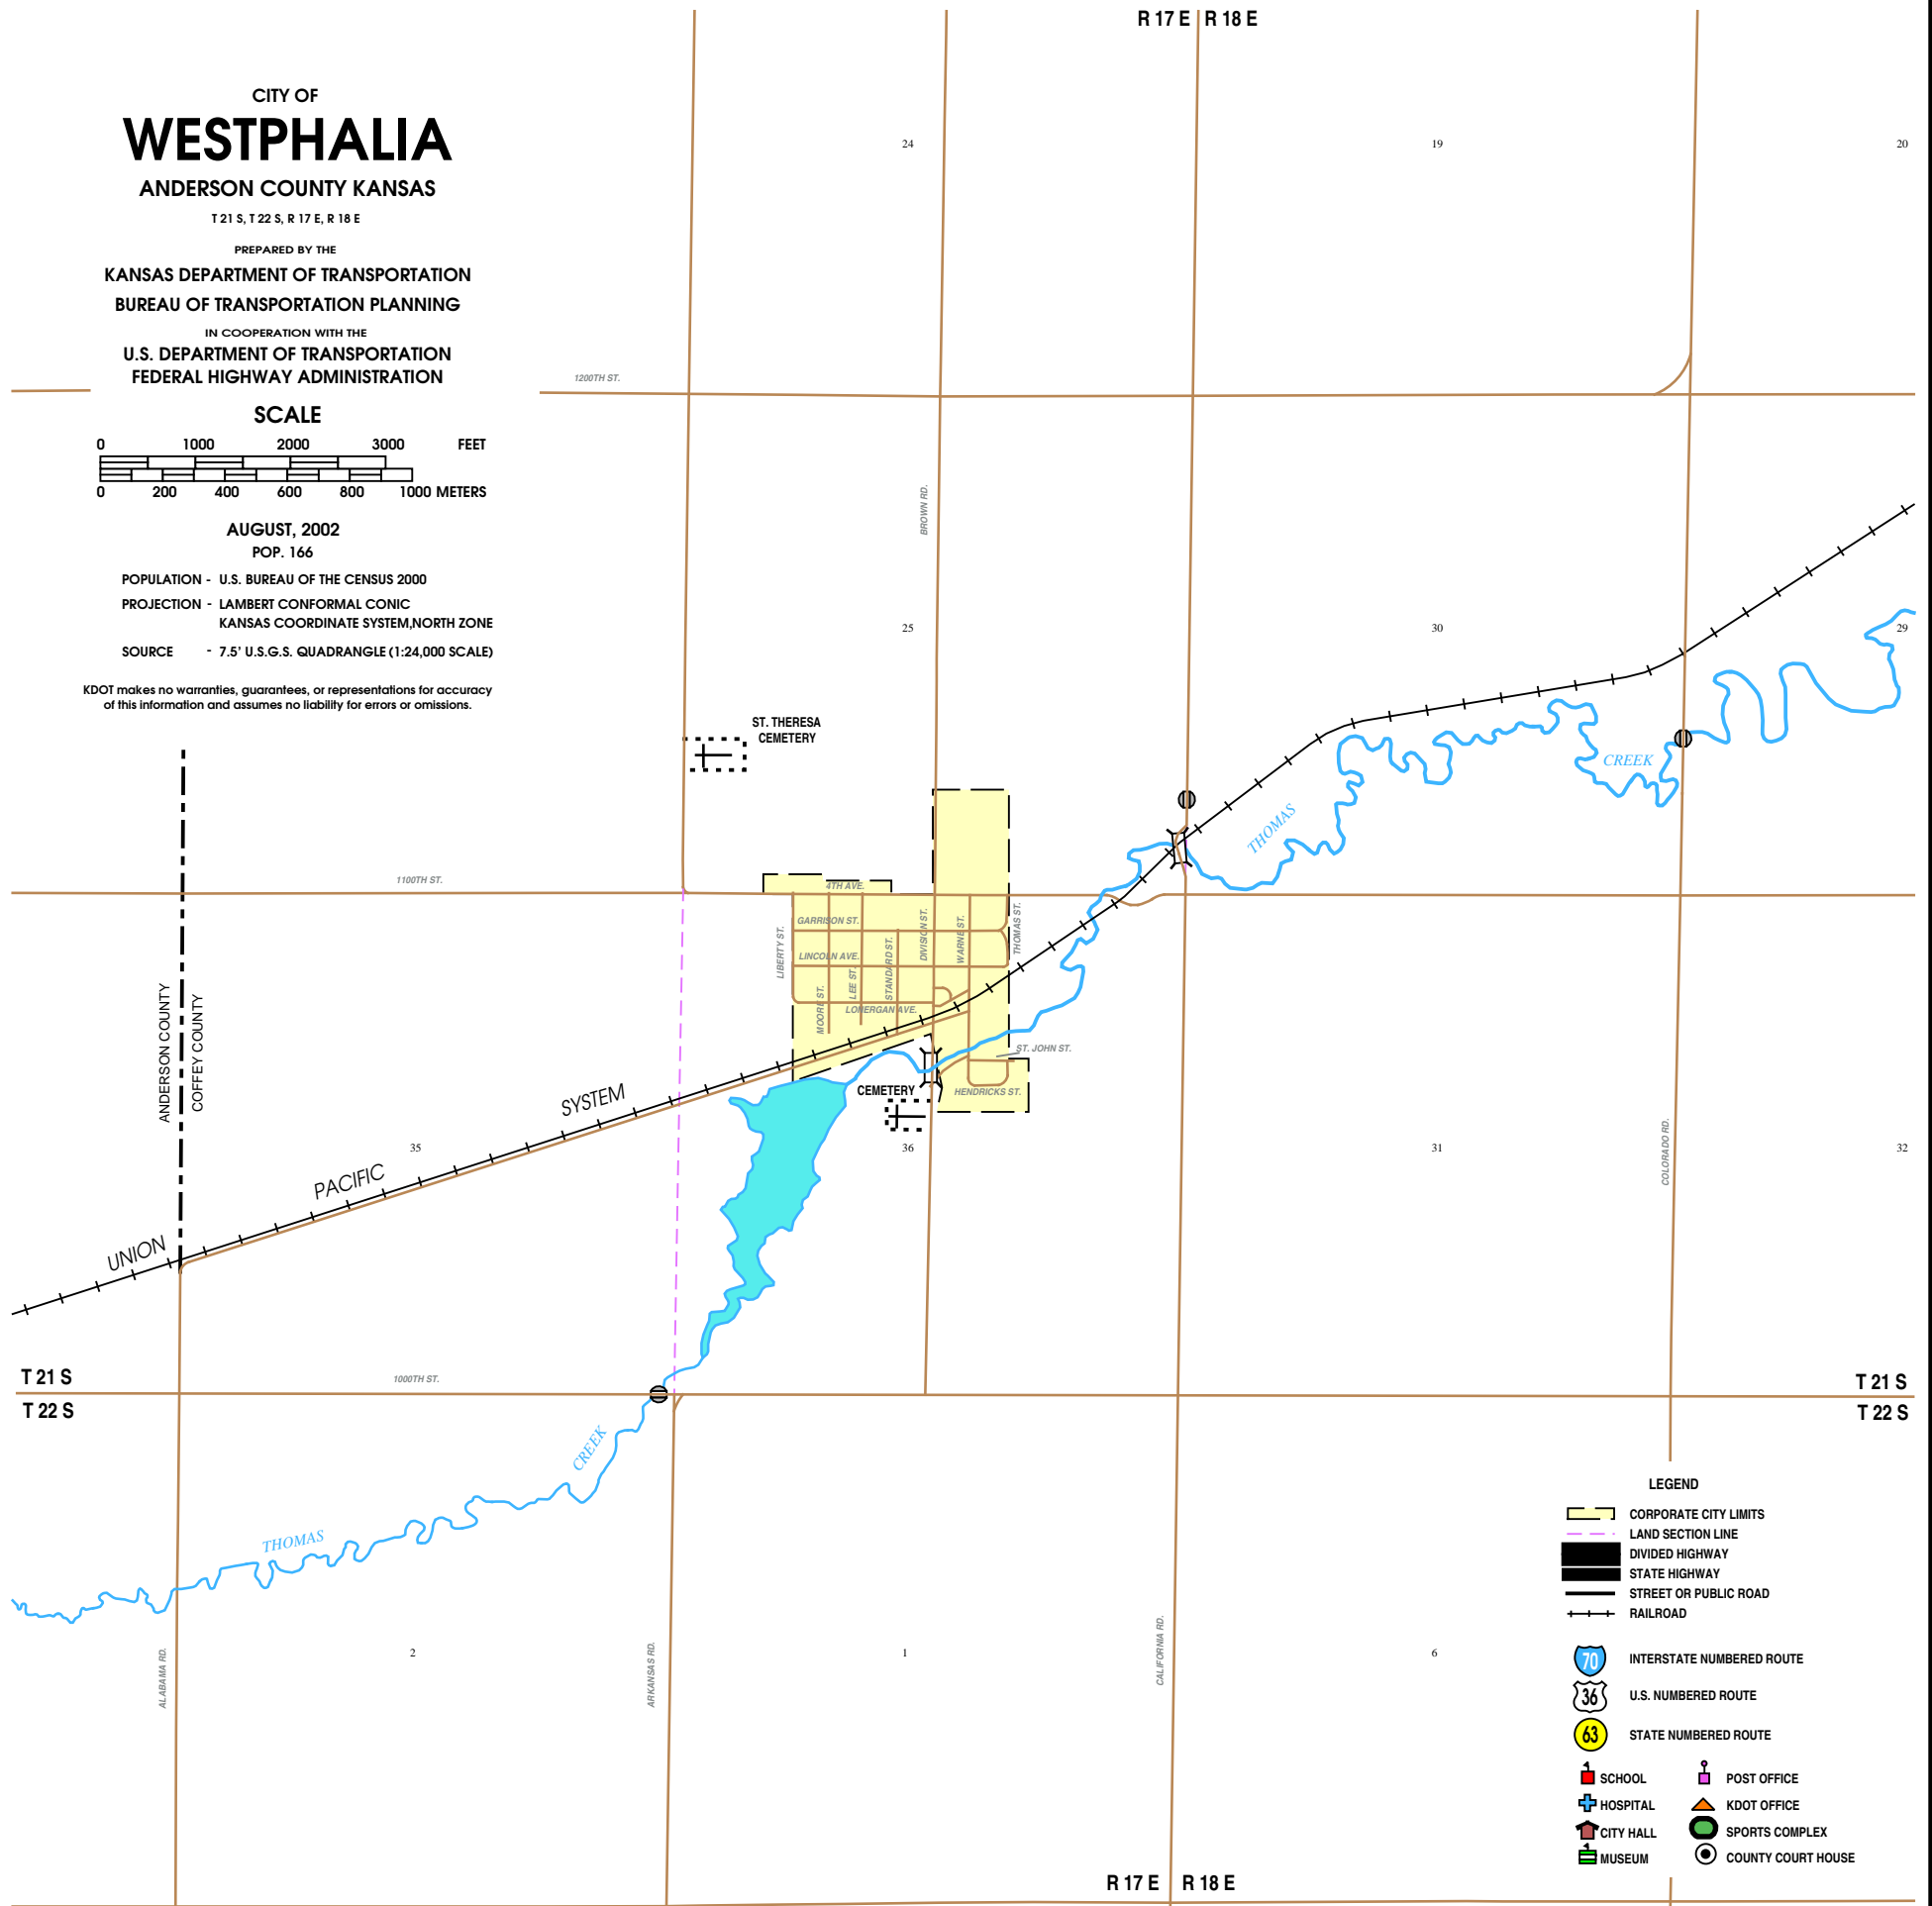 R 17 E R 18 E
CITY OF
WESTPHALIA
ANDERSON COUNTY KANSAS
T 21 S, T 22 S, R 17 E, R 18 E
PREPARED BY THE
KANSAS DEPARTMENT OF TRANSPORTATION
BUREAU OF TRANSPORTATION PLANNING
IN COOPERATION WITH THE
U.S. DEPARTMENT OF TRANSPORTATION
FEDERAL HIGHWAY ADMINISTRATION
SCALE
0 1000 2000 3000 FEET
0 200 400 600 800 1000 METERS
AUGUST, 2002
POP. 166
POPULATION - U.S. BUREAU OF THE CENSUS 2000
PROJECTION - LAMBERT CONFORMAL CONIC
KANSAS COORDINATE SYSTEM,NORTH ZONE
SOURCE - 7.5' U.S.G.S. QUADRANGLE (1:24,000 SCALE)
KDOT makes no warranties, guarantees, or representations for accuracy
of this information and assumes no liability for errors or omissions.
24
19
20
1200TH ST.
BROWN RD.
25
30
29
ST. THERESA
CEMETERY
CREEK
THOMAS
1100TH ST.
4TH AVE.
GARRISON ST.
LIBERTY ST.
LINCOLN AVE.
MOORE ST.
LEE ST.
STANDARD ST.
DIVISION ST.
WARNE ST.
THOMAS ST.
LONERGAN AVE.
ST. JOHN ST.
HENDRICKS ST.
CEMETERY
ANDERSON COUNTY
COFFEY COUNTY
UNION
PACIFIC
SYSTEM
35
36
31
32
COLORADO RD.
T 21 S
T 22 S
1000TH ST.
T 21 S
T 22 S
CREEK
THOMAS
ALABAMA RD.
2
ARKANSAS RD.
1
CALIFORNIA RD.
6
LEGEND
CORPORATE CITY LIMITS
LAND SECTION LINE
DIVIDED HIGHWAY
STATE HIGHWAY
STREET OR PUBLIC ROAD
RAILROAD
70 INTERSTATE NUMBERED ROUTE
36 U.S. NUMBERED ROUTE
63 STATE NUMBERED ROUTE
SCHOOL POST OFFICE
HOSPITAL KDOT OFFICE
CITY HALL SPORTS COMPLEX
MUSEUM COUNTY COURT HOUSE
R 17 E R 18 E